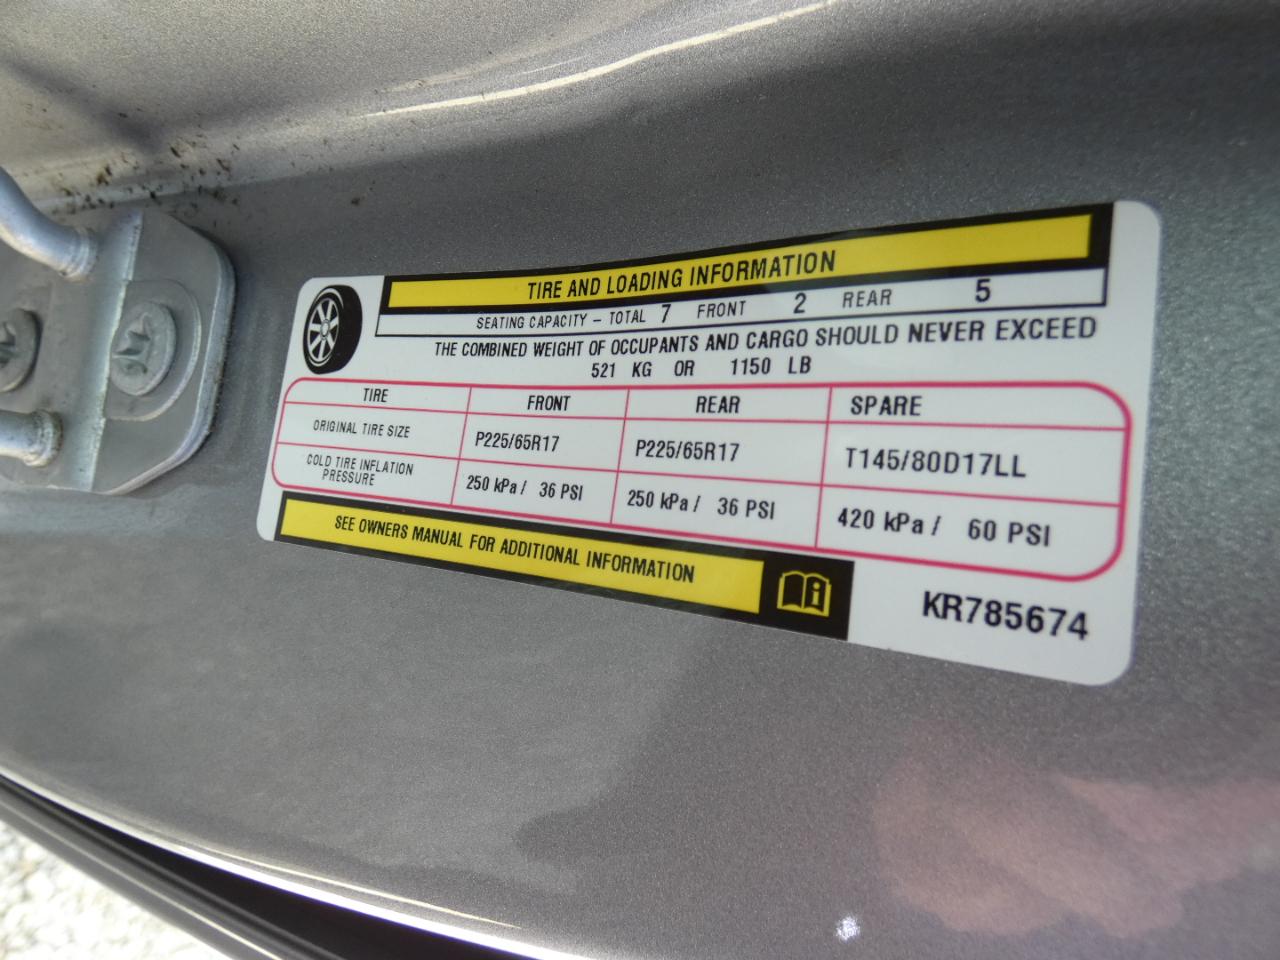 TIRE AND LOADING INFORMATION
SEATING CAPACITY – TOTAL 7 FRONT 2 REAR 5
THE COMBINED WEIGHT OF OCCUPANTS AND CARGO SHOULD NEVER EXCEED
521 KG OR 1150 LB
TIRE FRONT REAR SPARE
ORIGINAL TIRE SIZE P225/65R17 P225/65R17 T145/80D17LL
COLD TIRE INFLATION PRESSURE 250 kPa / 36 PSI 250 kPa / 36 PSI 420 kPa / 60 PSI
SEE OWNERS MANUAL FOR ADDITIONAL INFORMATION
KR785674